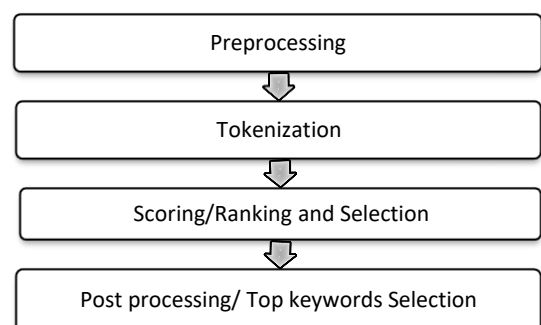 Preprocessing
Tokenization
Scoring/Ranking and Selection
Post processing/ Top keywords Selection